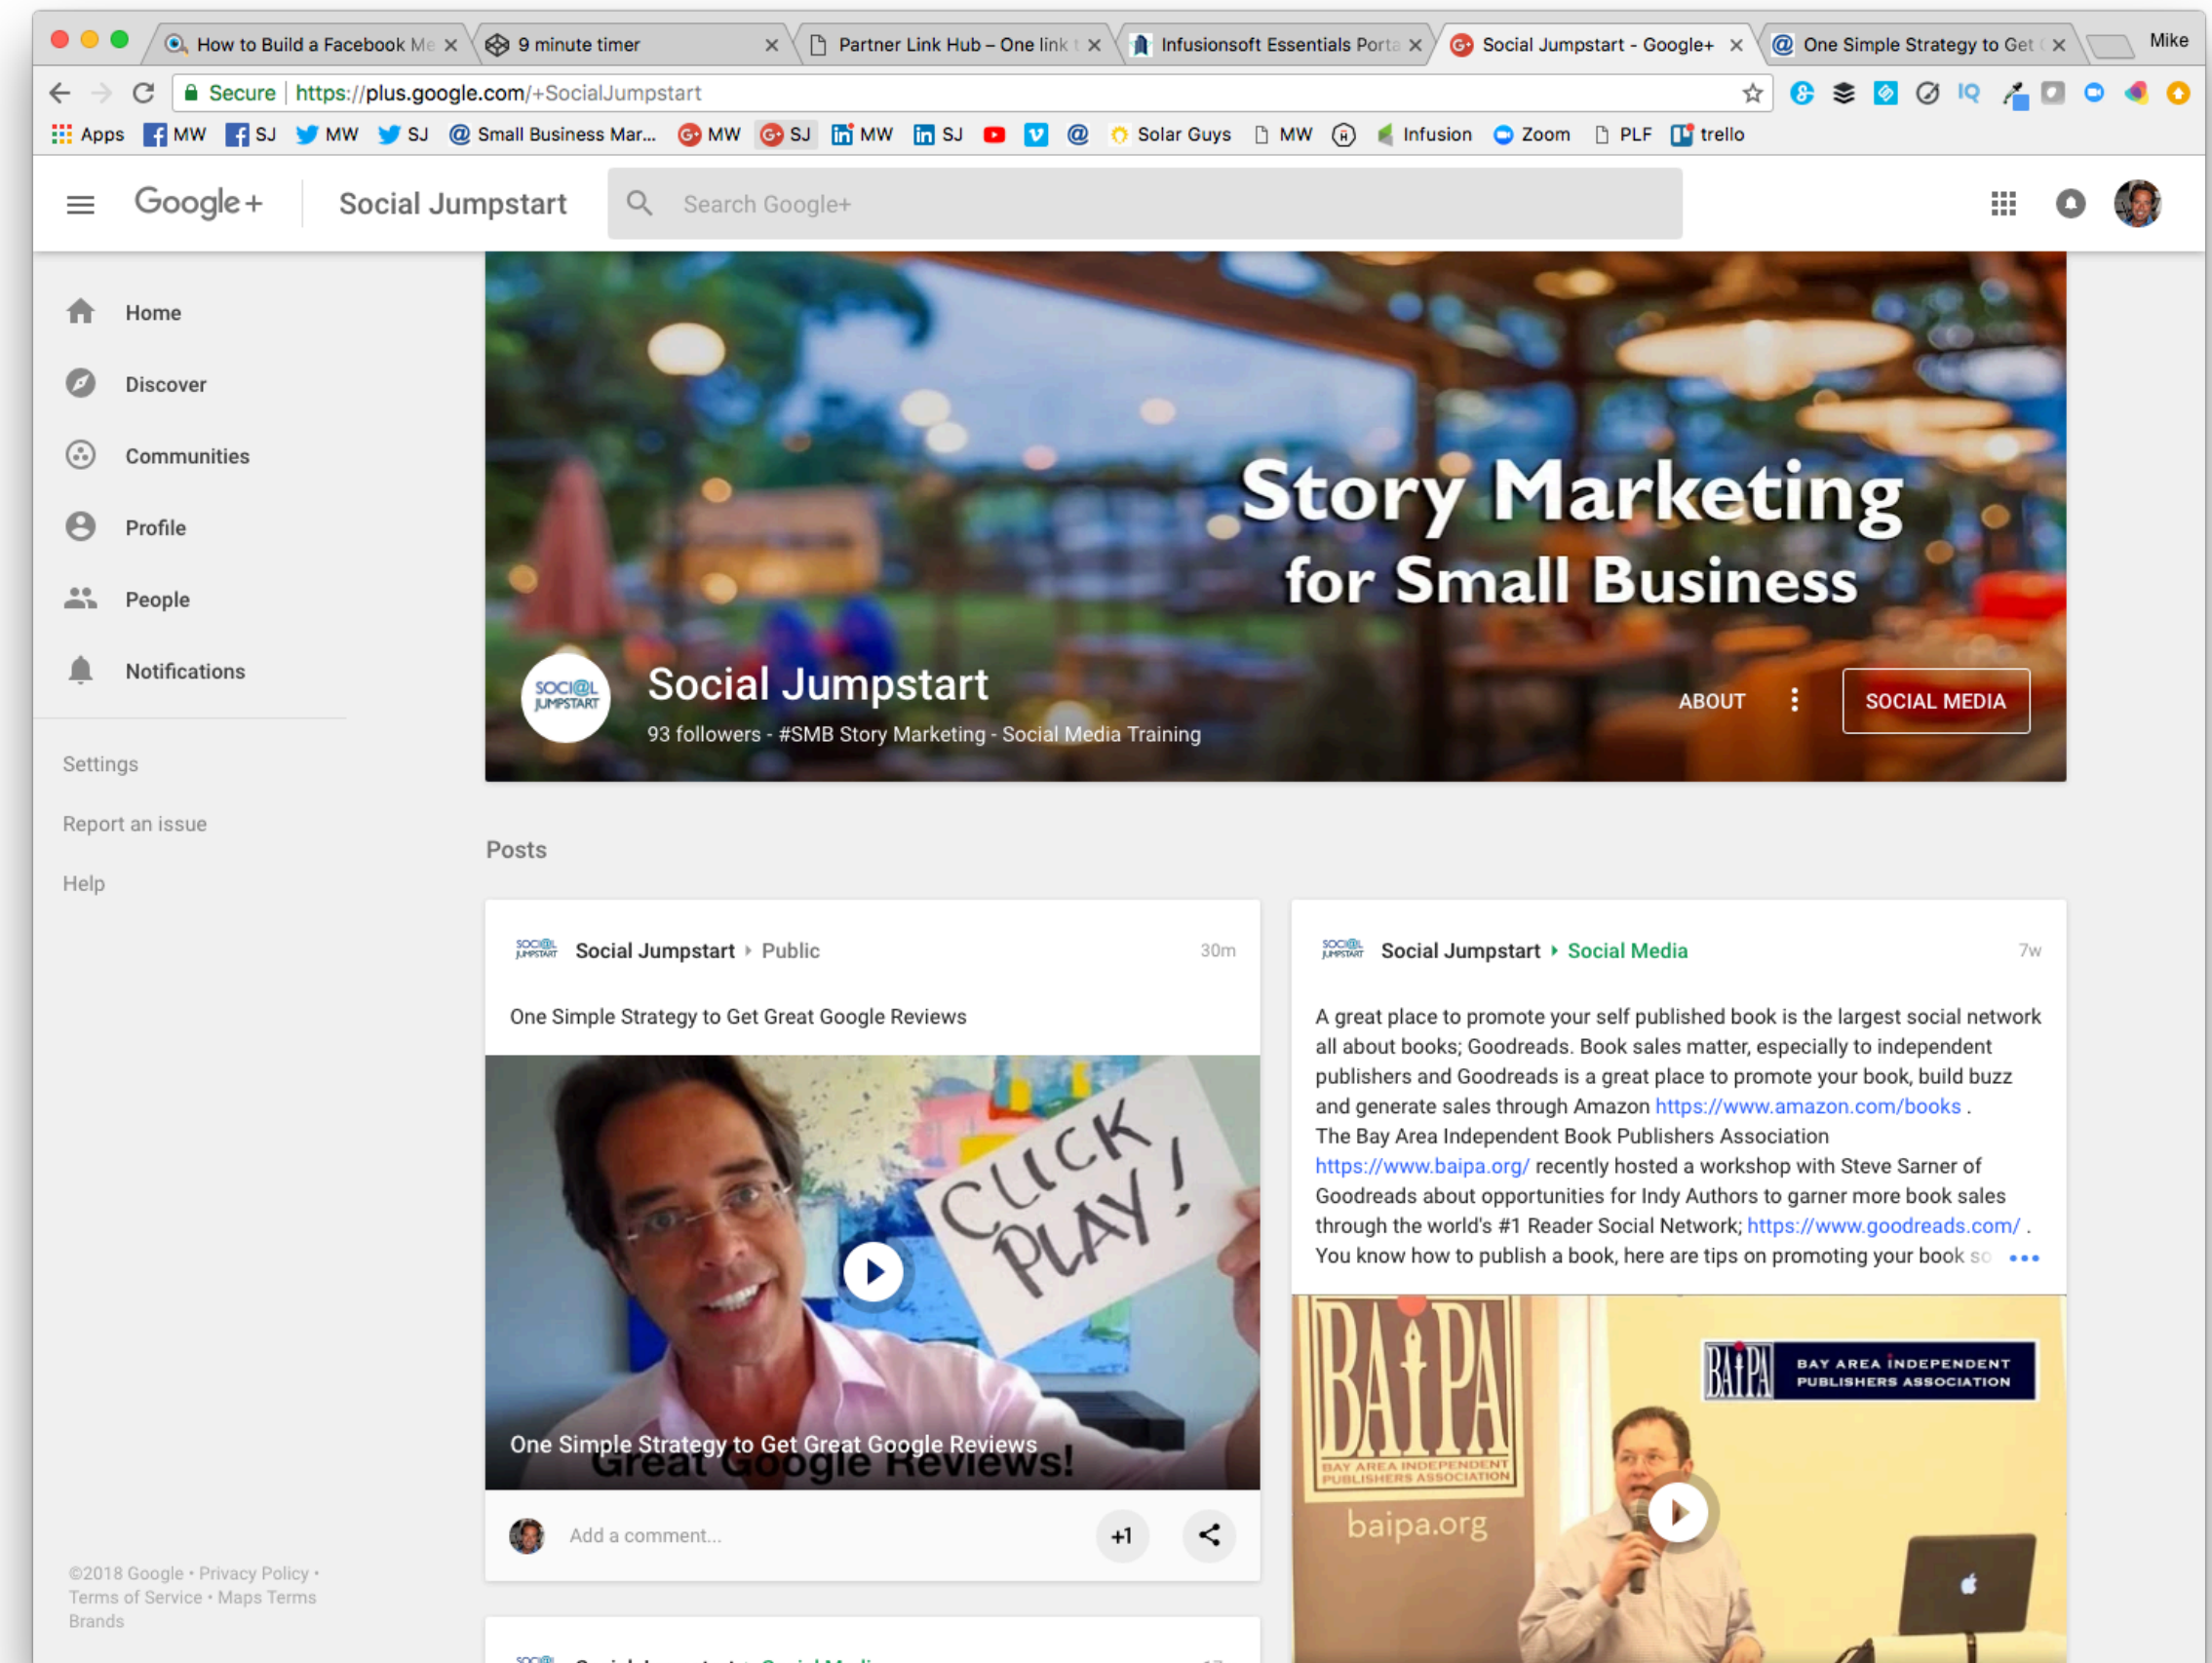 How to Build a Facebook Me
9 minute timer
Partner Link Hub – One link t
Infusionsoft Essentials Porta
Social Jumpstart - Google+
One Simple Strategy to Get
Mike
Secure
https://plus.google.com/+SocialJumpstart
IQ
Apps
MW
SJ
MW
SJ
Small Business Mar...
MW
SJ
MW
SJ
Solar Guys
MW
Infusion
Zoom
PLF
trello
Google+
Social Jumpstart
Search Google+
Home
Discover
Communities
Profile
People
Notifications
Settings
Report an issue
Help
©2018 Google • Privacy Policy •
Terms of Service • Maps Terms
Brands
Story Marketing
for Small Business
SOCI@L
JUMPSTART
Social Jumpstart
93 followers - #SMB Story Marketing - Social Media Training
ABOUT
SOCIAL MEDIA
Posts
SOCI@L
JUMPSTART
Social Jumpstart
Public
30m
One Simple Strategy to Get Great Google Reviews
CLICK
PLAY!
One Simple Strategy to Get Great Google Reviews
Great Google Reviews!
Add a comment...
+1
SOCI@L
JUMPSTART
Social Jumpstart
Social Media
7w
A great place to promote your self published book is the largest social network
all about books; Goodreads. Book sales matter, especially to independent
publishers and Goodreads is a great place to promote your book, build buzz
and generate sales through Amazon https://www.amazon.com/books .
The Bay Area Independent Book Publishers Association
https://www.baipa.org/ recently hosted a workshop with Steve Sarner of
Goodreads about opportunities for Indy Authors to garner more book sales
through the world's #1 Reader Social Network; https://www.goodreads.com/ .
You know how to publish a book, here are tips on promoting your book so
BAiPA
BAY AREA INDEPENDENT
PUBLISHERS ASSOCIATION
baipa.org
BAiPA
BAY AREA INDEPENDENT
PUBLISHERS ASSOCIATION